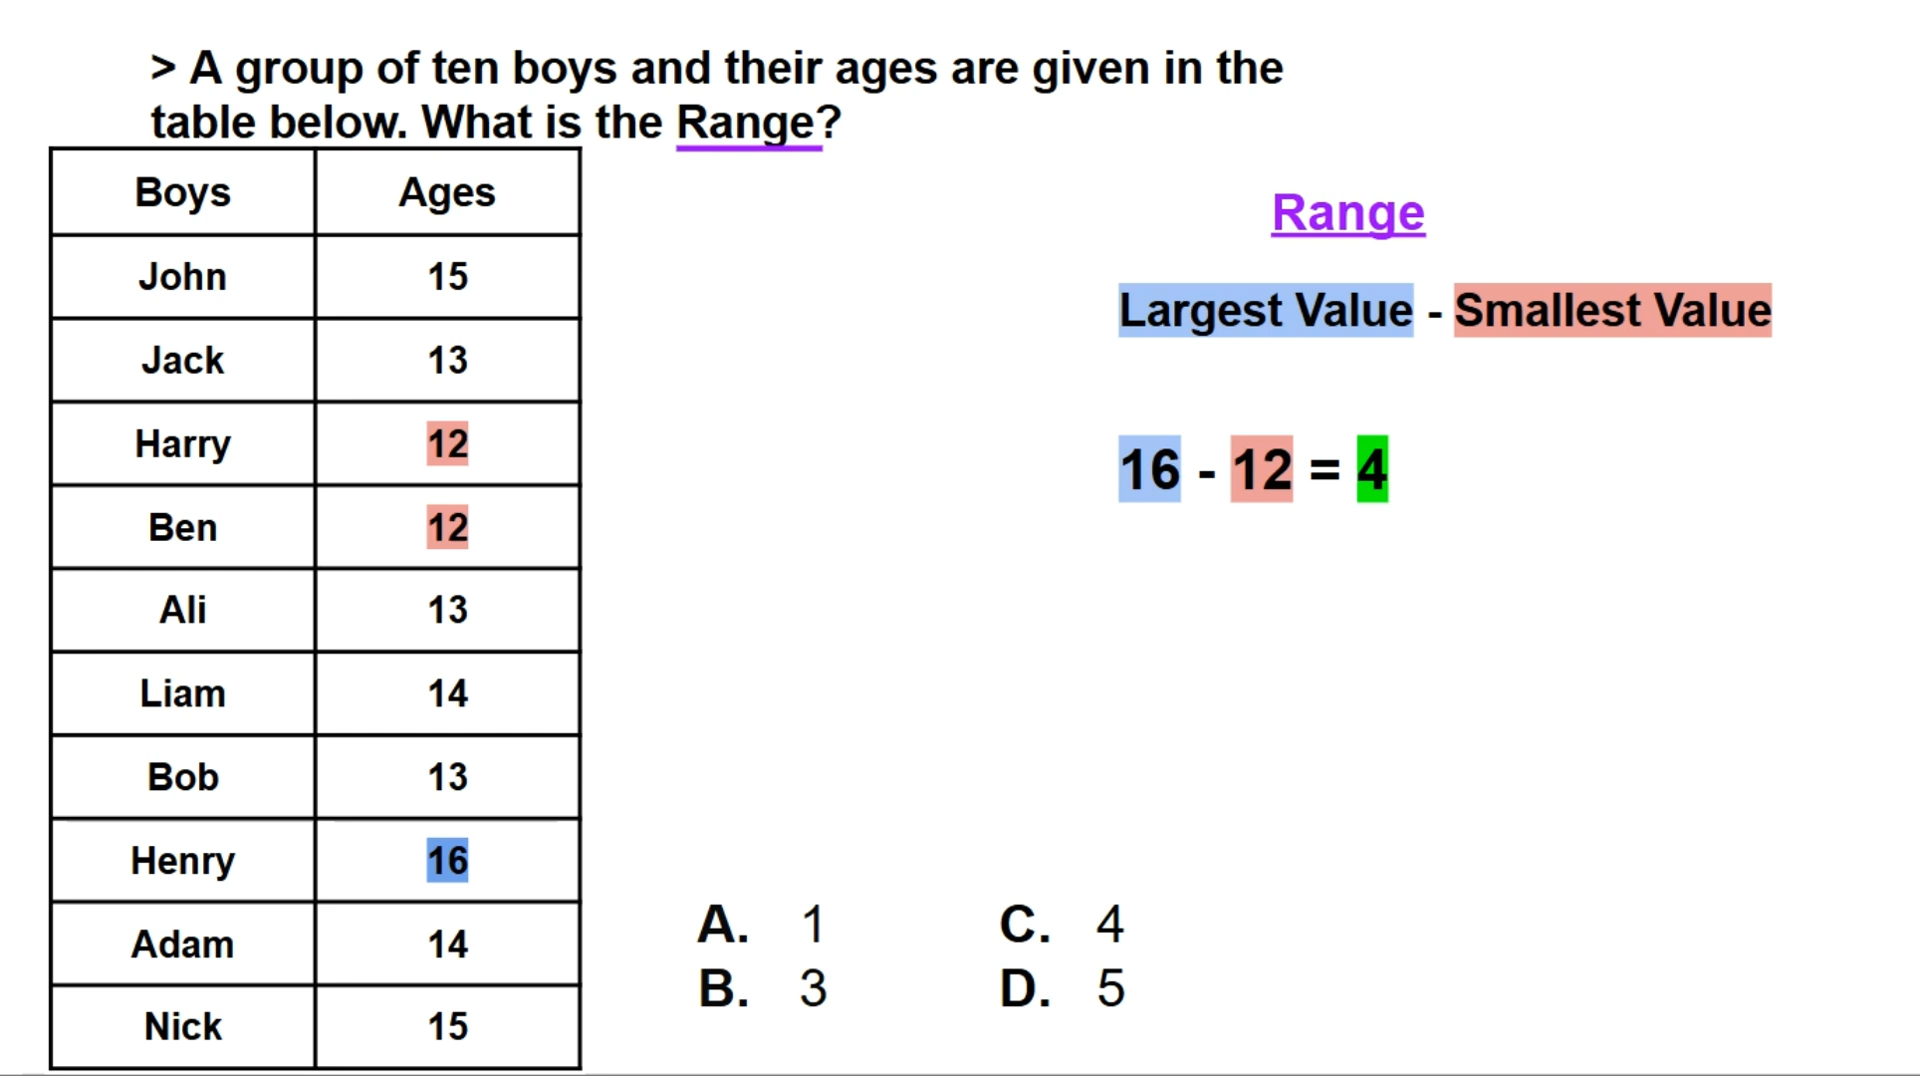 > A group of ten boys and their ages are given in the
table below. What is the Range?
Boys Ages
John 15
Jack 13
Harry 12
Ben 12
Ali 13
Liam 14
Bob 13
Henry 16
Adam 14
Nick 15
Range
Largest Value - Smallest Value
16 - 12 = 4
A. 1 C. 4
B. 3 D. 5